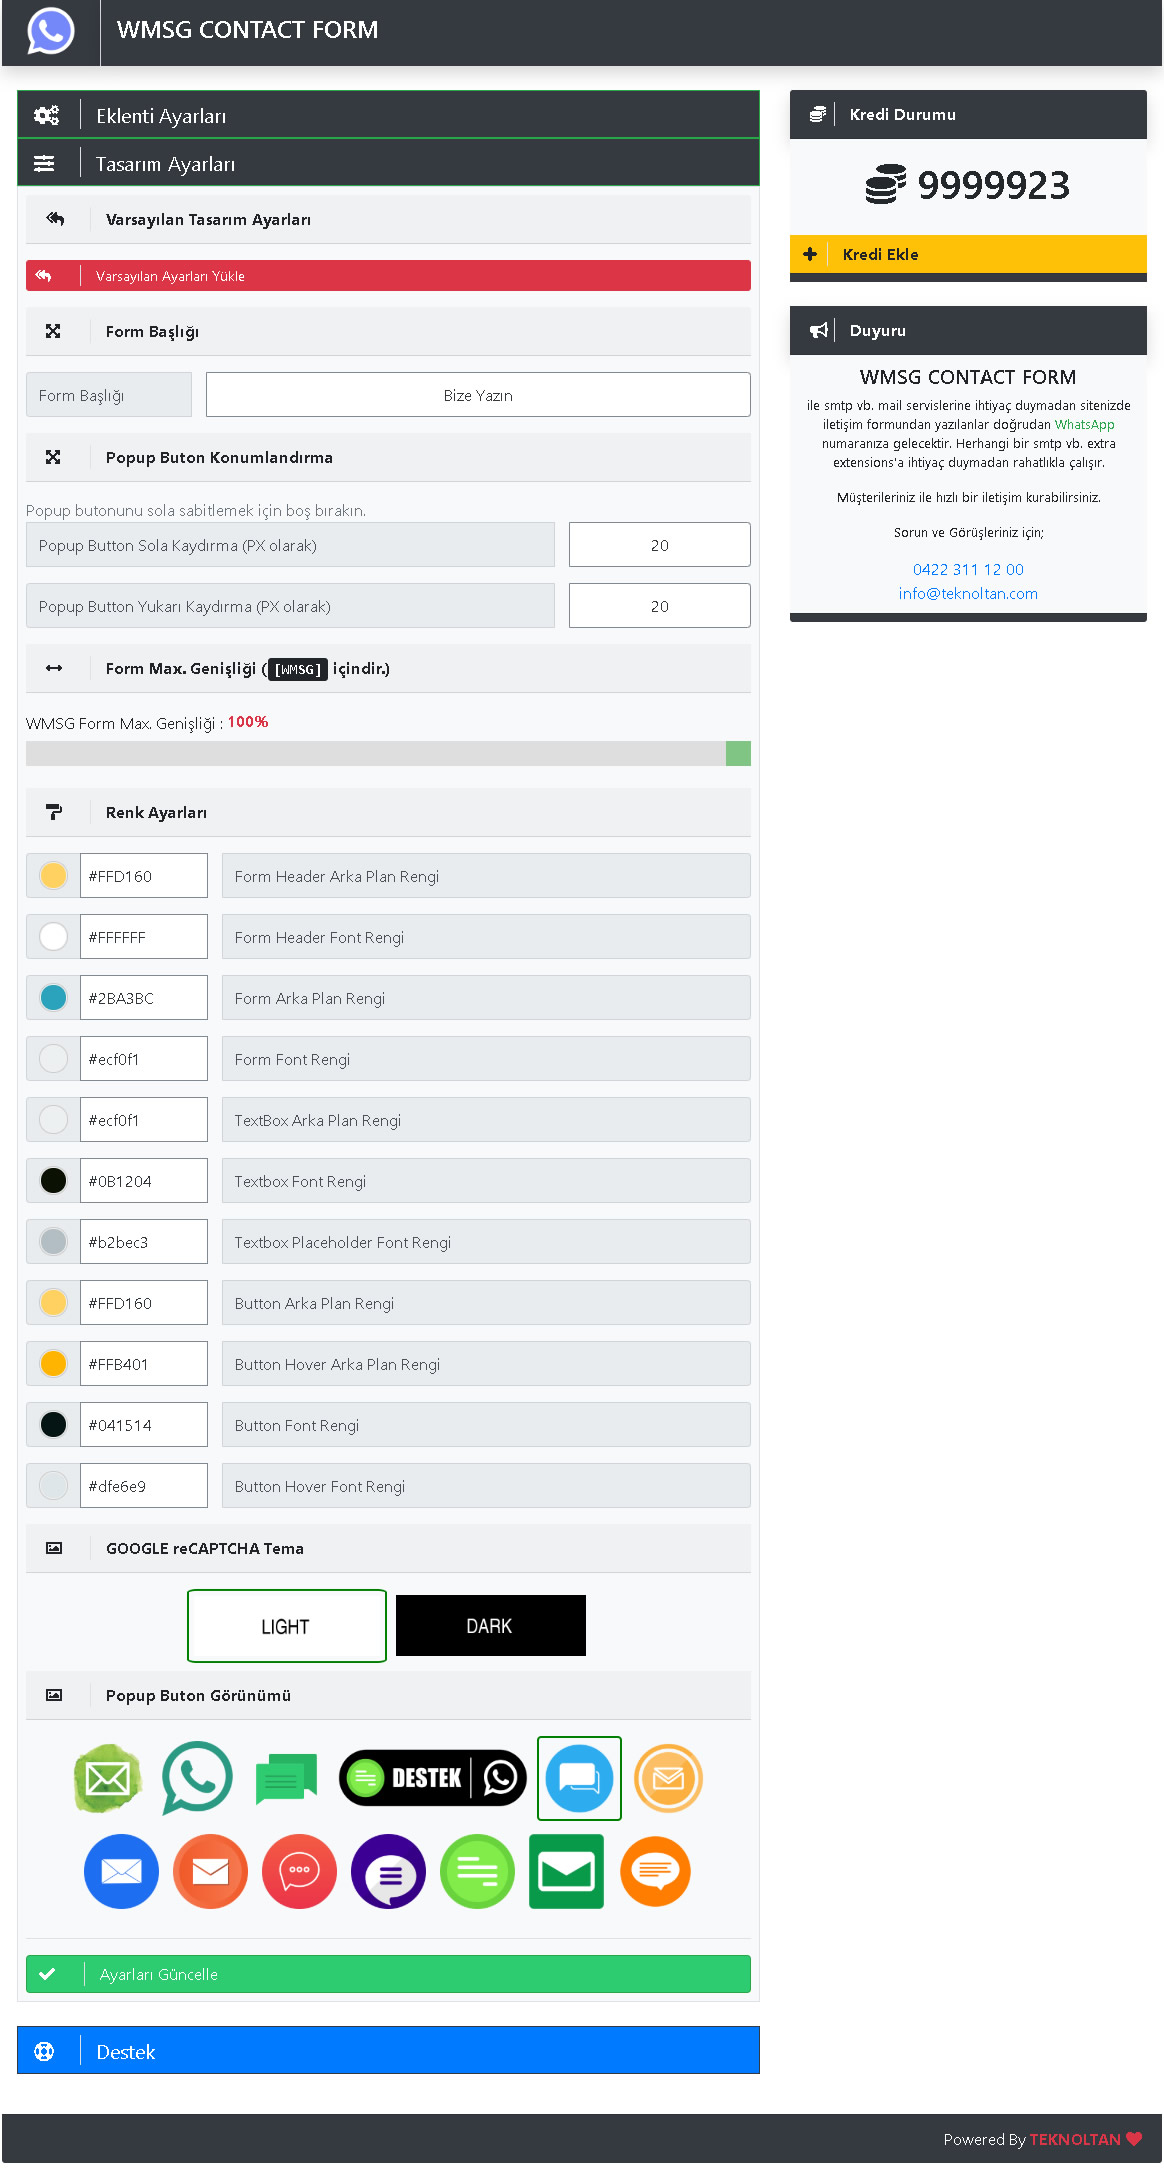 WMSG CONTACT FORM
Eklenti Ayarları
Tasarım Ayarları
Varsayılan Tasarım Ayarları
Varsayılan Ayarları Yükle
Form Başlığı
Form Başlığı
Bize Yazın
Popup Buton Konumlandırma
Popup butonunu sola sabitlemek için boş bırakın.
Popup Button Sola Kaydırma (PX olarak)
20
Popup Button Yukarı Kaydırma (PX olarak)
20
Form Max. Genişliği ([WMSG] içindir.)
WMSG Form Max. Genişliği : 100%
Renk Ayarları
#FFD160
Form Header Arka Plan Rengi
#FFFFFF
Form Header Font Rengi
#2BA3BC
Form Arka Plan Rengi
#ecf0f1
Form Font Rengi
#ecf0f1
TextBox Arka Plan Rengi
#0B1204
Textbox Font Rengi
#b2bec3
Textbox Placeholder Font Rengi
#FFD160
Button Arka Plan Rengi
#FFB401
Button Hover Arka Plan Rengi
#041514
Button Font Rengi
#dfe6e9
Button Hover Font Rengi
GOOGLE reCAPTCHA Tema
LIGHT
DARK
Popup Buton Görünümü
DESTEK
Ayarları Güncelle
Destek
Kredi Durumu
9999923
Kredi Ekle
Duyuru
WMSG CONTACT FORM
ile smtp vb. mail servislerine ihtiyaç duymadan sitenizde
iletişim formundan yazılanlar doğrudan WhatsApp
numaranıza gelecektir. Herhangi bir smtp vb. extra
extensions'a ihtiyaç duymadan rahatlıkla çalışır.
Müşterileriniz ile hızlı bir iletişim kurabilirsiniz.
Sorun ve Görüşleriniz için;
0422 311 12 00
info@teknoltan.com
Powered By TEKNOLTAN